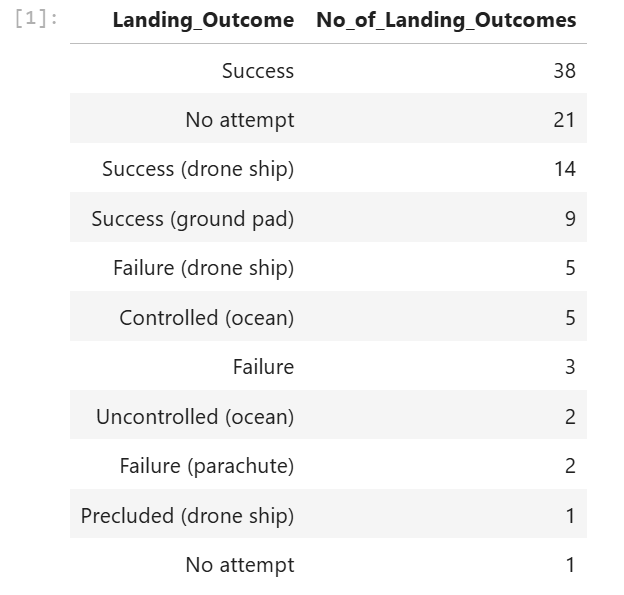 [1]: Landing_Outcome No_of_Landing_Outcomes
Success 38
No attempt 21
Success (drone ship) 14
Success (ground pad) 9
Failure (drone ship) 5
Controlled (ocean) 5
Failure 3
Uncontrolled (ocean) 2
Failure (parachute) 2
Precluded (drone ship) 1
No attempt 1